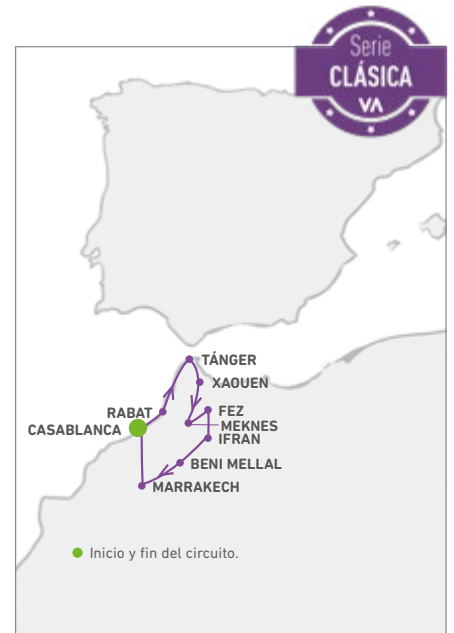 Serie
CLÁSICA
VA
TÁNGER
XAOUEN
RABAT
FEZ
CASABLANCA
MEKNES
IFRAN
BENI MELLAL
MARRAKECH
Inicio y fin del circuito.